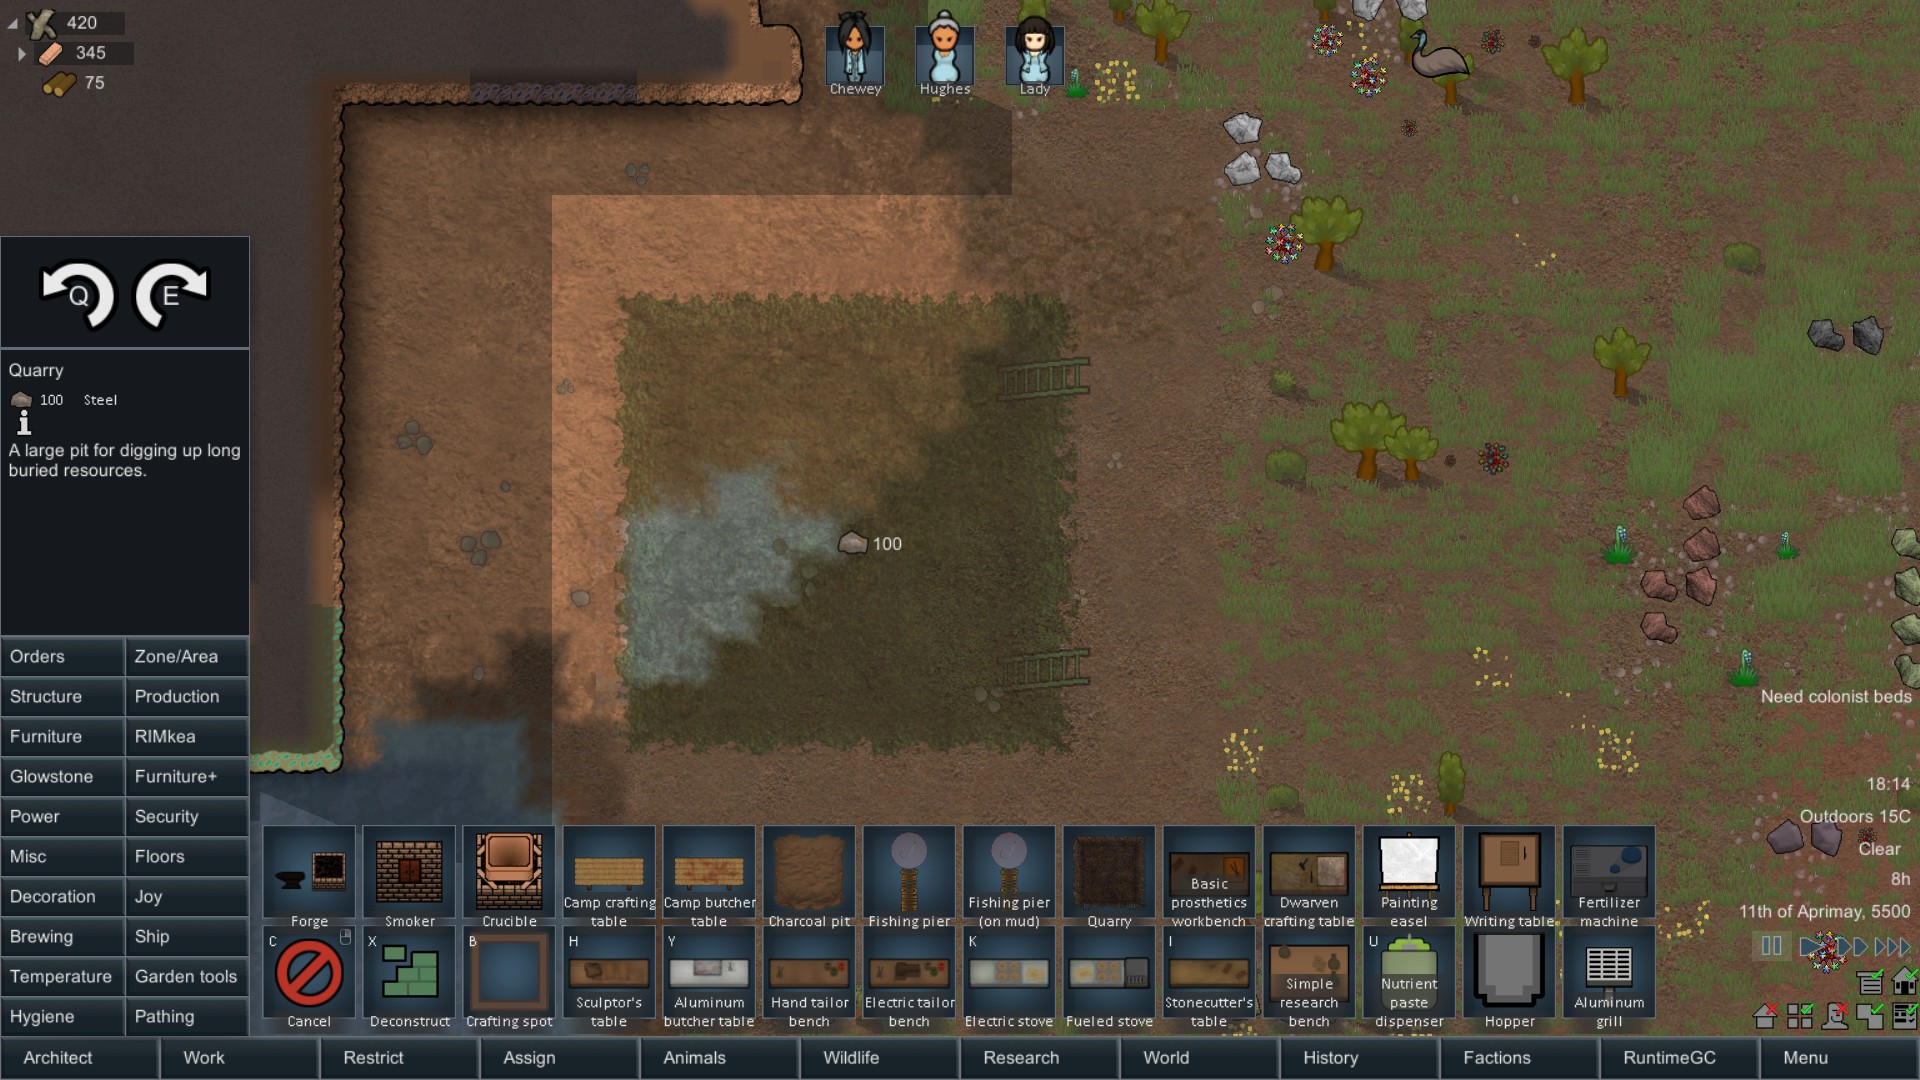 420
345
75
Chewey
Hughes
Lady
Q
E
Quarry
100 Steel
A large pit for digging up long
buried resources.
100
Orders
Zone/Area
Structure
Production
Furniture
RIMkea
Glowstone
Furniture+
Power
Security
Misc
Floors
Decoration
Joy
Brewing
Ship
Temperature
Garden tools
Hygiene
Pathing
Need colonist beds
18:14
Outdoors 15C
Clear
8h
11th of Aprimay, 5500
Forge
Smoker
Crucible
Camp crafting
table
Camp butcher
table
Charcoal pit
Fishing pier
Fishing pier
(on mud)
Quarry
Basic
prosthetics
workbench
Dwarven
crafting table
Painting
easel
Writing table
Fertilizer
machine
C
Cancel
X
Deconstruct
B
Crafting spot
H
Sculptor's
table
Y
Aluminum
butcher table
Hand tailor
bench
Electric tailor
bench
K
Electric stove
Fueled stove
I
Stonecutter's
table
Simple
research
bench
U
Nutrient
paste
dispenser
Hopper
Aluminum
grill
Architect
Work
Restrict
Assign
Animals
Wildlife
Research
World
History
Factions
RuntimeGC
Menu